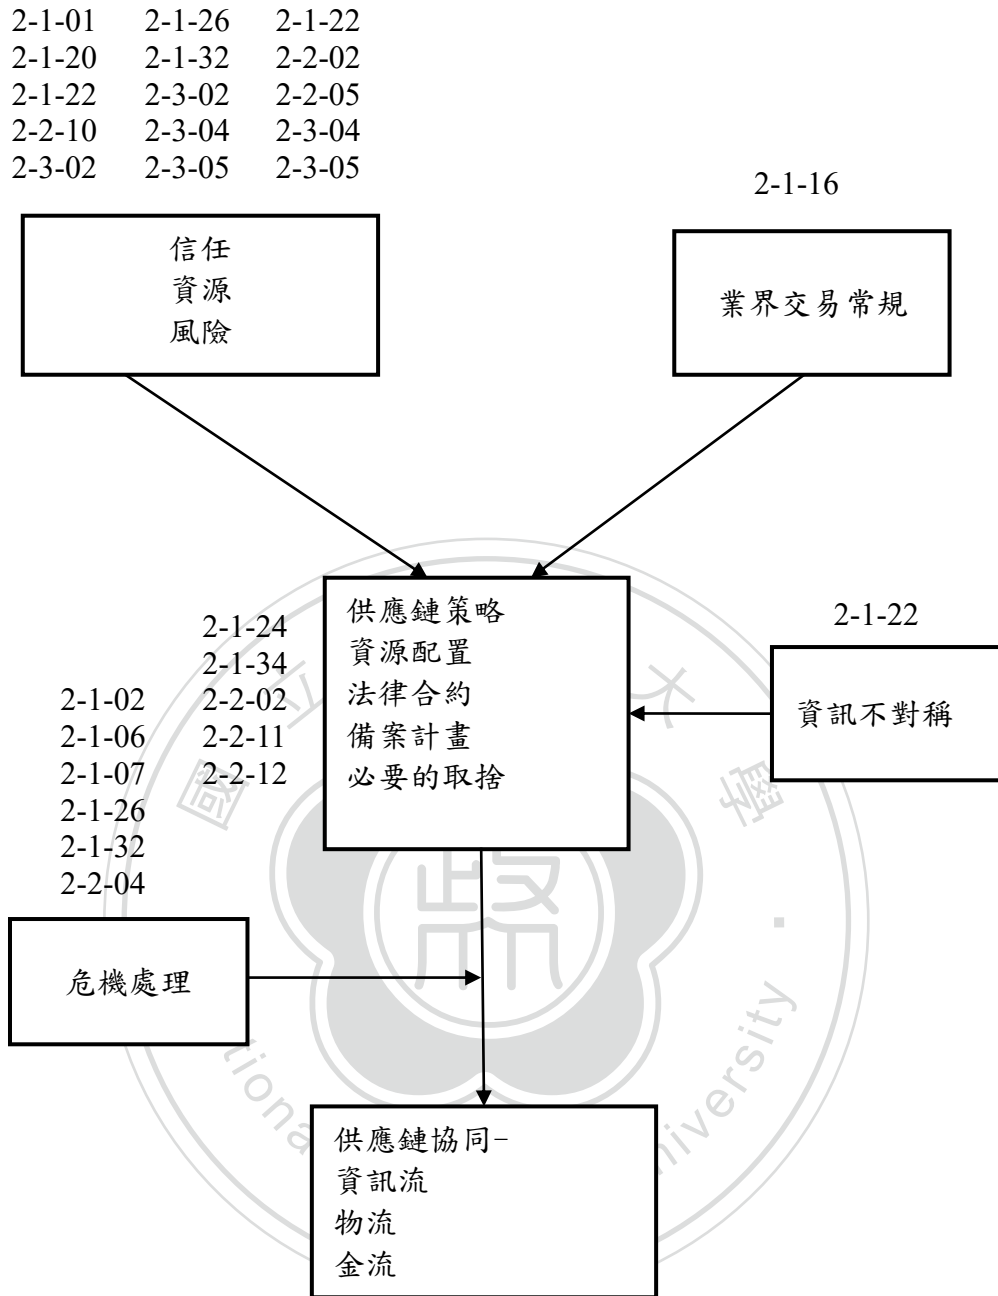 2-1-01 2-1-26 2-1-22
2-1-20 2-1-32 2-2-02
2-1-22 2-3-02 2-2-05
2-2-10 2-3-04 2-3-04
2-3-02 2-3-05 2-3-05
2-1-16
信任
資源
風險
業界交易常規
2-1-24
2-1-34
2-1-02 2-2-02
2-1-06 2-2-11
2-1-07 2-2-12
2-1-26
2-1-32
2-2-04
供應鏈策略
資源配置
法律合約
備案計畫
必要的取捨
2-1-22
資訊不對稱
危機處理
供應鏈協同-
資訊流
物流
金流
國立 大學
tiona niversity